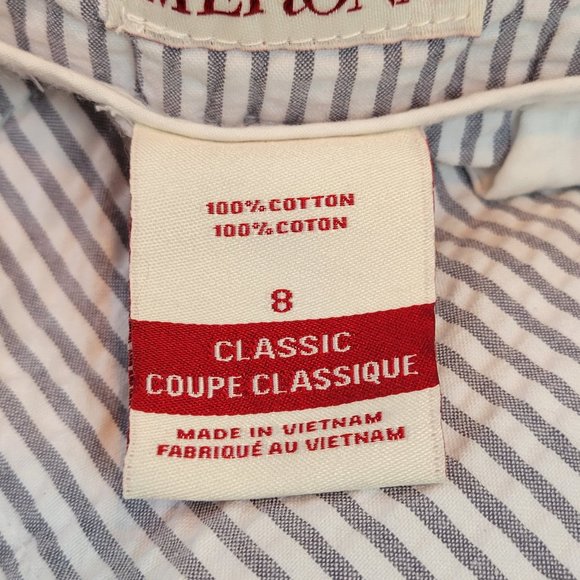 100% COTTON
100% COTON
8
CLASSIC
COUPE CLASSIQUE
MADE IN VIETNAM
FABRIQUÉ AU VIETNAM